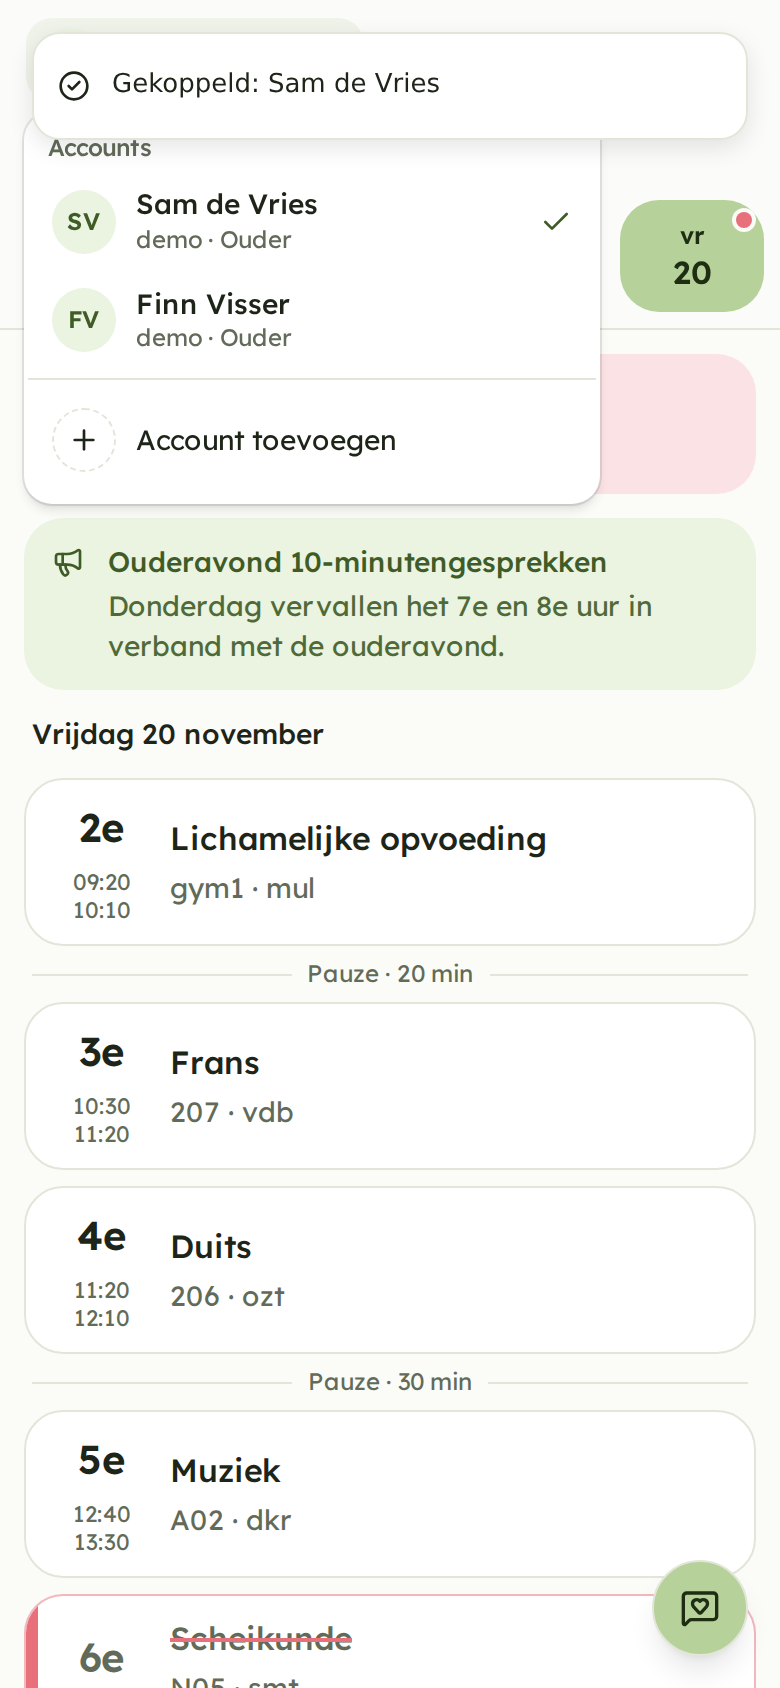 Gekoppeld: Sam de Vries
Accounts
SV
Sam de Vries
demo · Ouder
FV
Finn Visser
demo · Ouder
Account toevoegen
vr
20
Ouderavond 10-minutengesprekken
Donderdag vervallen het 7e en 8e uur in
verband met de ouderavond.
Vrijdag 20 november
2e
09:20
10:10
Lichamelijke opvoeding
gym1 · mul
Pauze · 20 min
3e
10:30
11:20
Frans
207 · vdb
4e
11:20
12:10
Duits
206 · ozt
Pauze · 30 min
5e
12:40
13:30
Muziek
A02 · dkr
6e
Scheikunde
N05 · smt